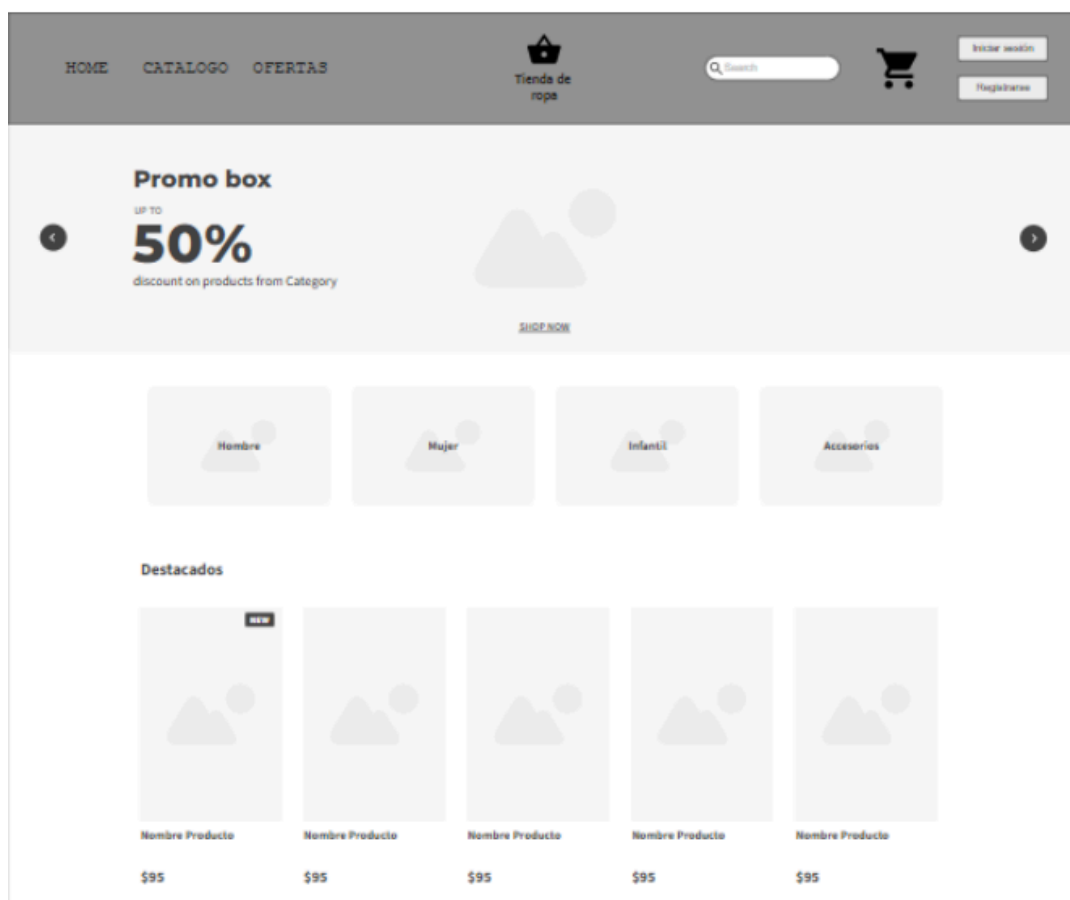 HOME CATALOGO OFERTAS
Tienda de
ropa
Search
Iniciar sesión
Registrarse
Promo box
UP TO
50%
discount on products from Category
SHOP NOW
Hombre Mujer Infantil Accesorios
Destacados
NEW
Nombre Producto Nombre Producto Nombre Producto Nombre Producto Nombre Producto
$95 $95 $95 $95 $95